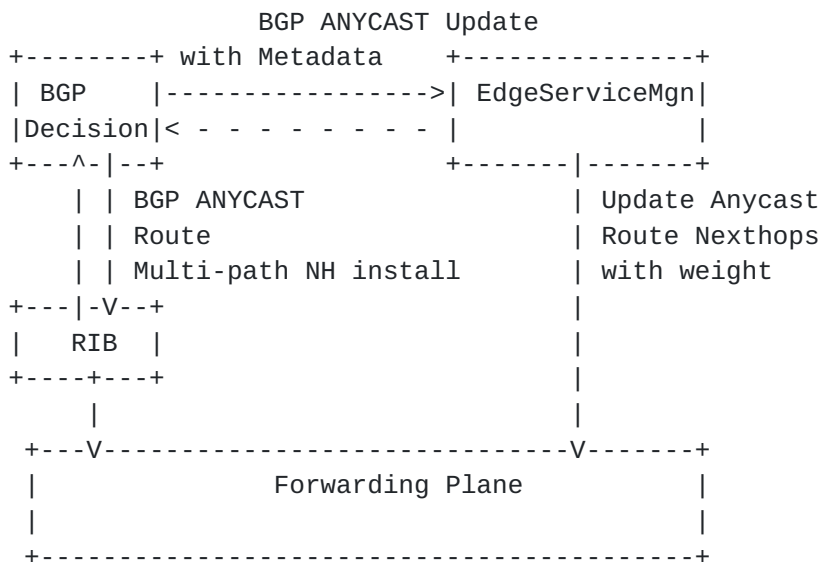 BGP ANYCAST Update
with Metadata
BGP
Decision
EdgeServiceMgn
BGP ANYCAST
Route
Multi-path NH install
Update Anycast
Route Nexthops
with weight
RIB
Forwarding Plane